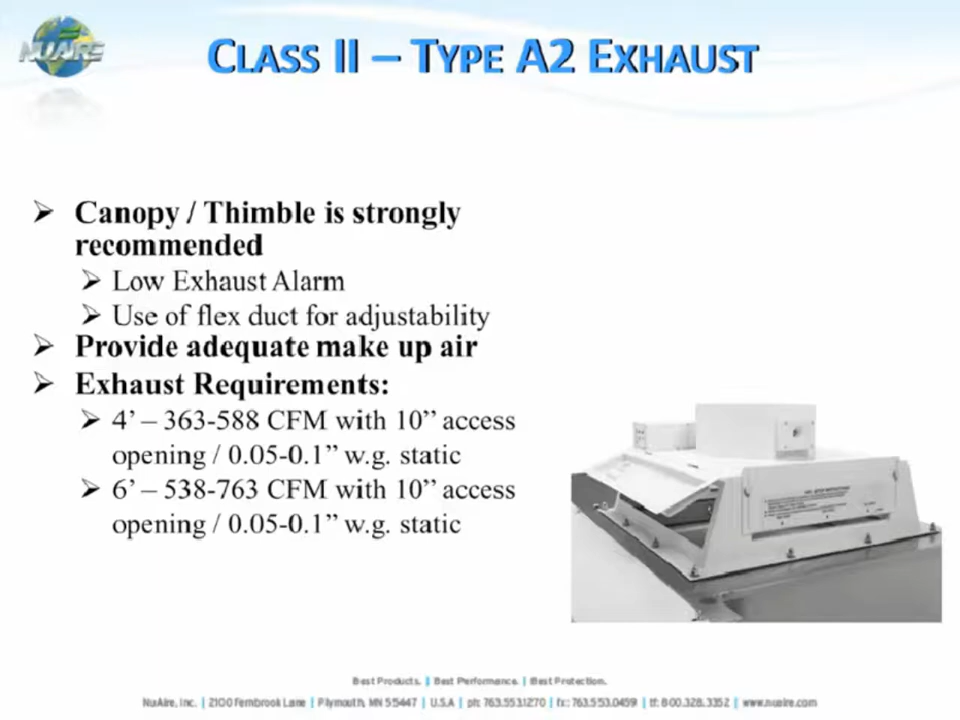 NUAIRE
CLASS II – TYPE A2 EXHAUST
➢ Canopy / Thimble is strongly
recommended
➢ Low Exhaust Alarm
➢ Use of flex duct for adjustability
➢ Provide adequate make up air
➢ Exhaust Requirements:
➢ 4’ – 363-588 CFM with 10” access
opening / 0.05-0.1” w.g. static
➢ 6’ – 538-763 CFM with 10” access
opening / 0.05-0.1” w.g. static
Best Products. | Best Performance. | Best Protection.
NuAire, Inc. | 2100 Fernbrook Lane | Plymouth, MN 55447 | U.S.A | ph: 763.553.1270 | fx: 763.553.0459 | tf: 800.328.3352 | www.nuaire.com